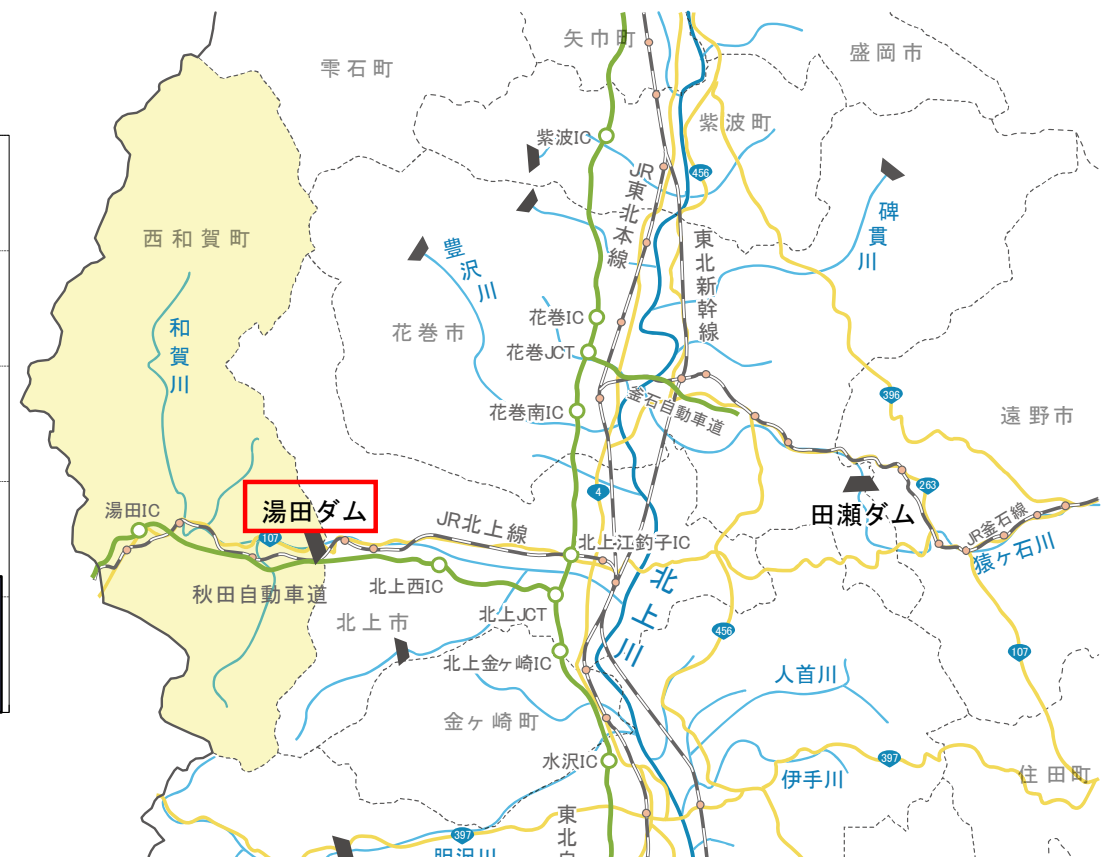 矢巾町
盛岡市
雫石町
紫波町
紫波IC
JR東北本線
456
碑貫川
西和賀町
豊沢川
東北新幹線
和賀川
花巻市
花巻IC
花巻JCT
釜石自動車道
花巻南IC
396
遠野市
湯田IC
湯田ダム
107
4
263
田瀬ダム
JR北上線
北上江釣子IC
JR釜石線
猿ヶ石川
秋田自動車道
北上西IC
北上川
北上市
北上JCT
456
北上金ヶ崎IC
107
人首川
金ヶ崎町
水沢IC
397
伊手川
住田町
東北自
397
胆沢川